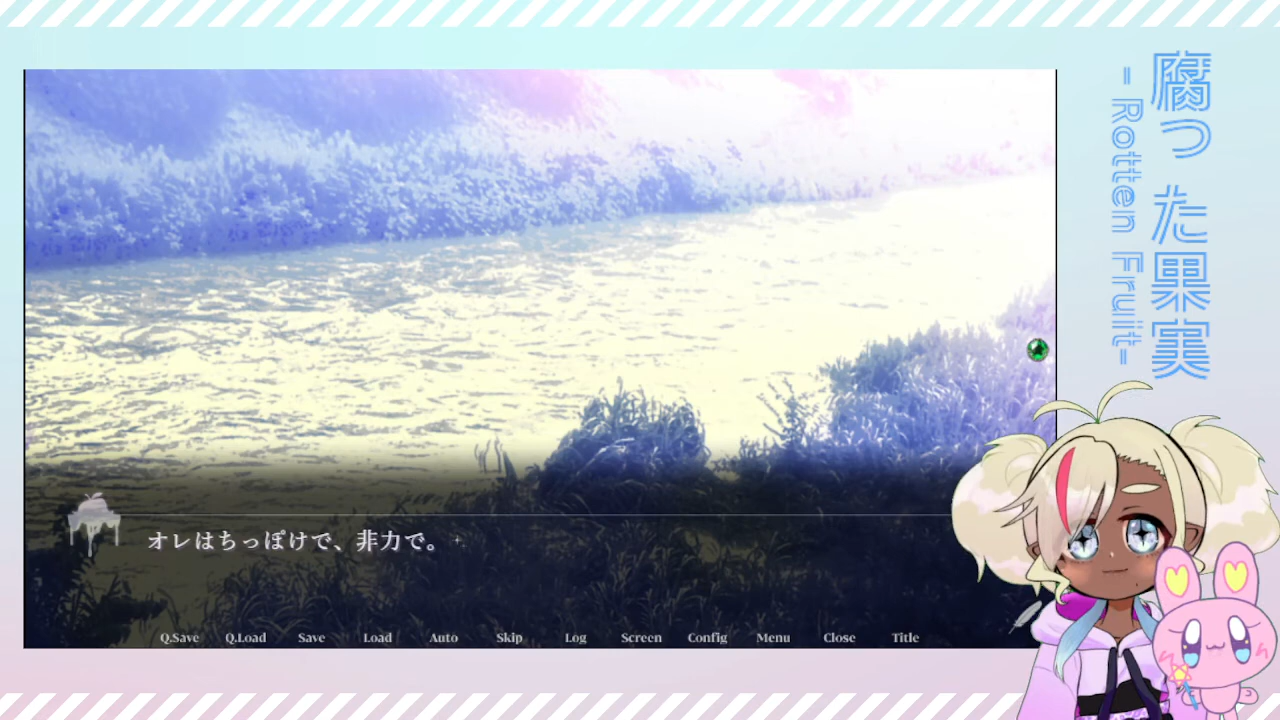 腐った果実
- Rotten Fruit-
オレはちっぽけで、非力で。
Q.Save Q.Load Save Load Auto Skip Log Screen Config Menu Close Title